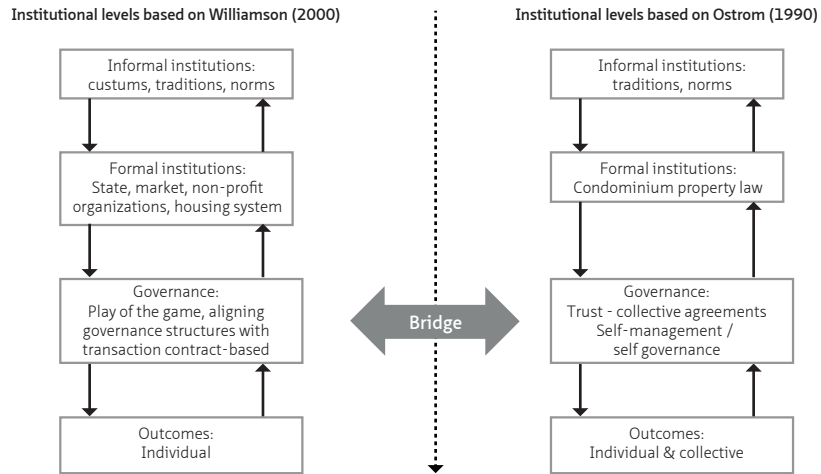 Institutional levels based on Williamson (2000)
Informal institutions:
custums, traditions, norms
Formal institutions:
State, market, non-profit
organizations, housing system
Governance:
Play of the game, aligning
governance structures with
transaction contract-based
Outcomes:
Individual
Bridge
Institutional levels based on Ostrom (1990)
Informal institutions:
traditions, norms
Formal institutions:
Condominium property law
Governance:
Trust - collective agreements
Self-management /
self governance
Outcomes:
Individual & collective